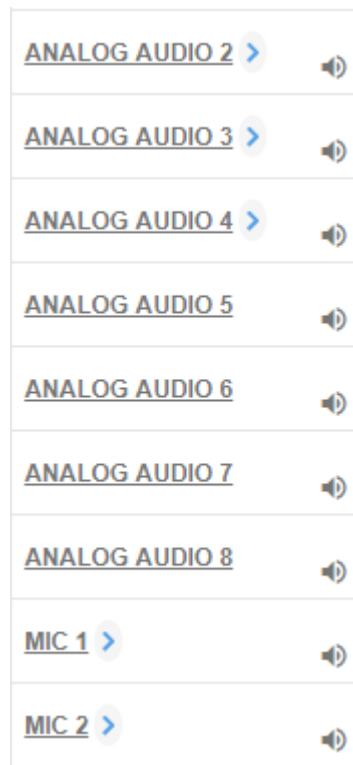 ANALOG AUDIO 2
ANALOG AUDIO 3
ANALOG AUDIO 4
ANALOG AUDIO 5
ANALOG AUDIO 6
ANALOG AUDIO 7
ANALOG AUDIO 8
MIC 1
MIC 2